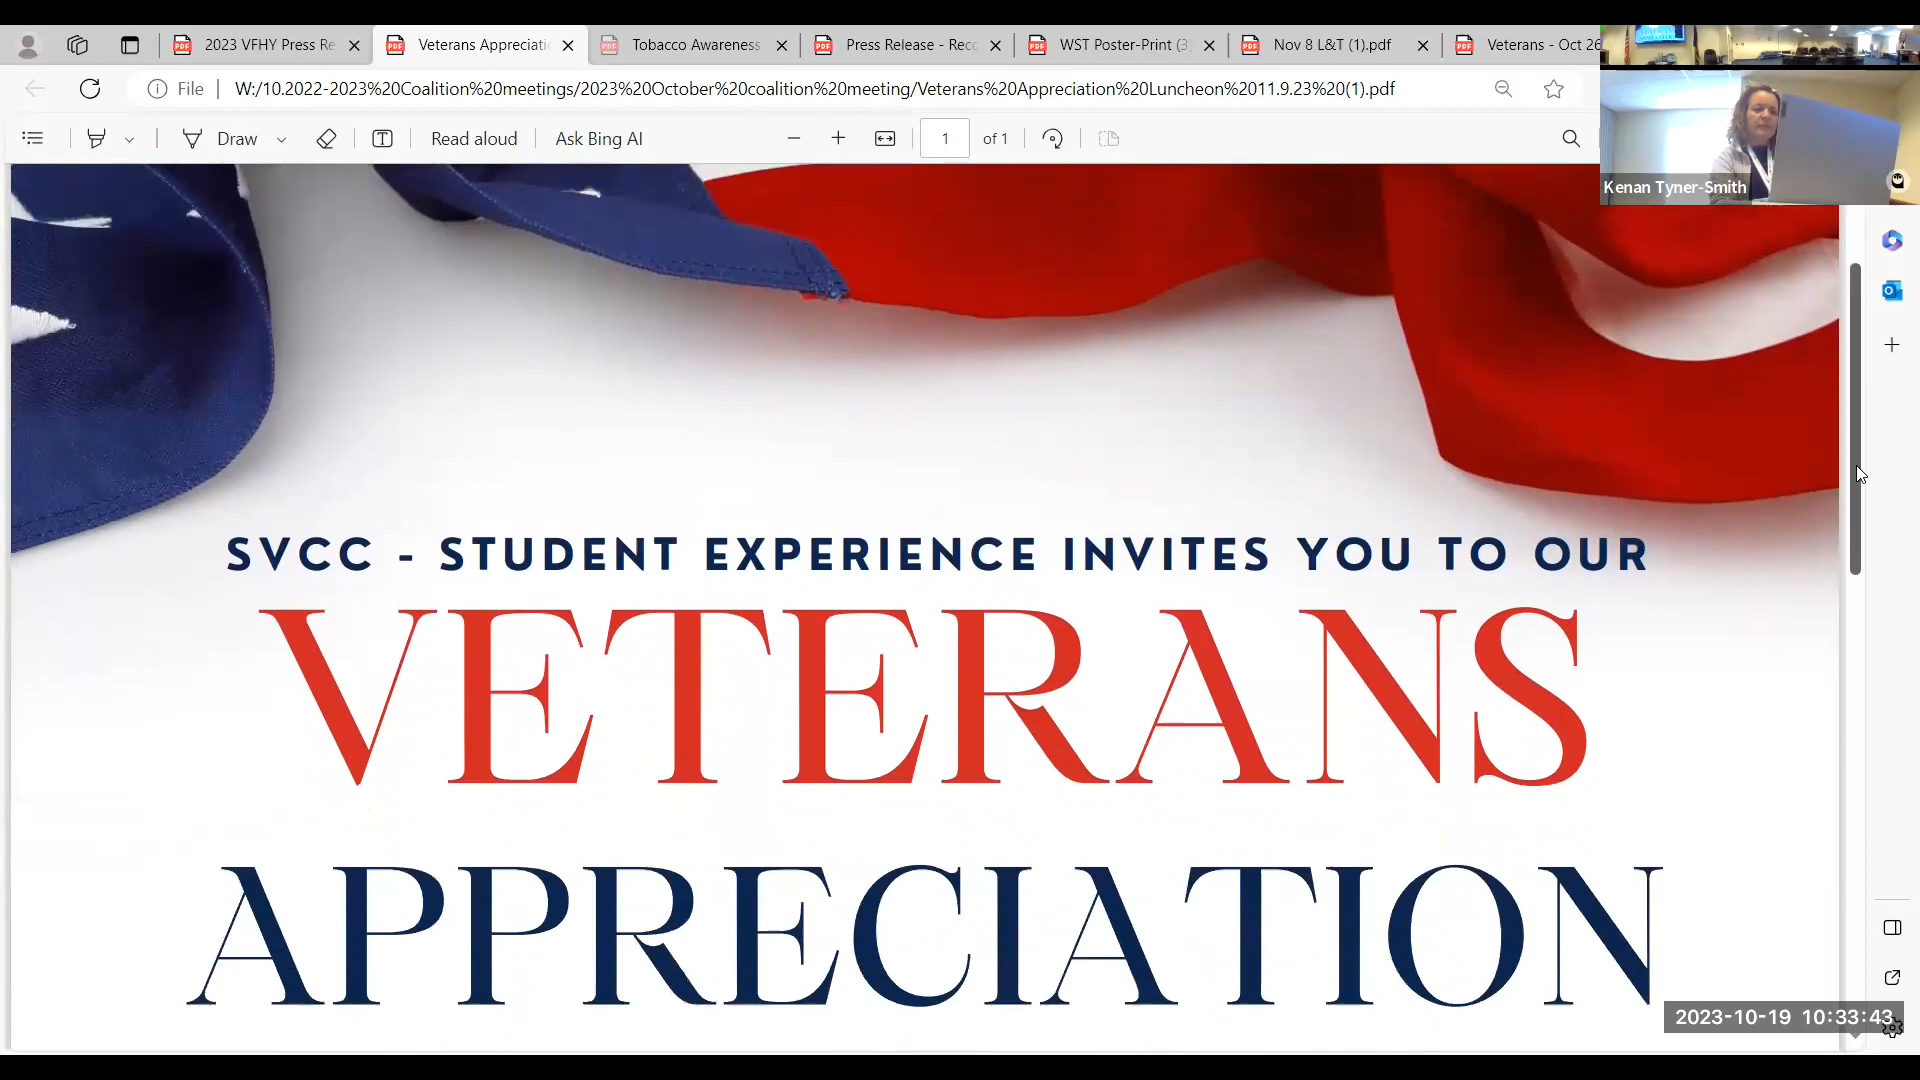 2023 VFHY Press Re
Veterans Appreciati
Tobacco Awareness
Press Release - Rec
WST Poster-Print (3
Nov 8 L&T (1).pdf
Veterans - Oct 26
File
W:/10.2022-2023%20Coalition%20meetings/2023%20October%20coalition%20meeting/Veterans%20Appreciation%20Luncheon%2011.9.23%20(1).pdf
Draw
Read aloud
Ask Bing AI
1
of 1
Kenan Tyner-Smith
SVCC - STUDENT EXPERIENCE INVITES YOU TO OUR
VETERANS
APPRECIATION
2023-10-19 10:33:43